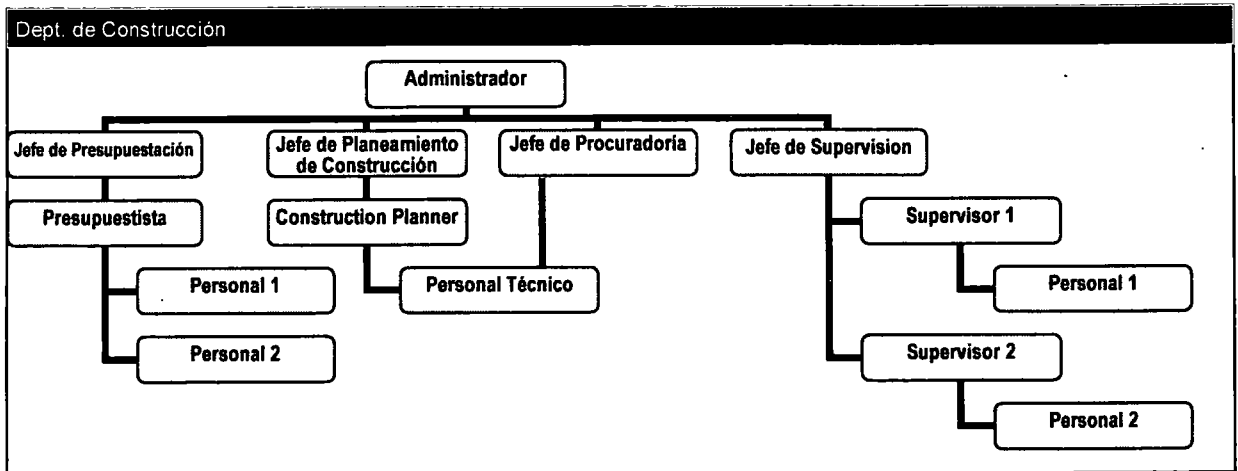 Dept. de Construcción
Administrador
Jefe de Presupuestación
Jefe de Planeamiento
de Construcción
Jefe de Procuradoría
Jefe de Supervision
Presupuestista
Construction Planner
Supervisor 1
Personal 1
Personal Técnico
Personal 1
Personal 2
Supervisor 2
Personal 2